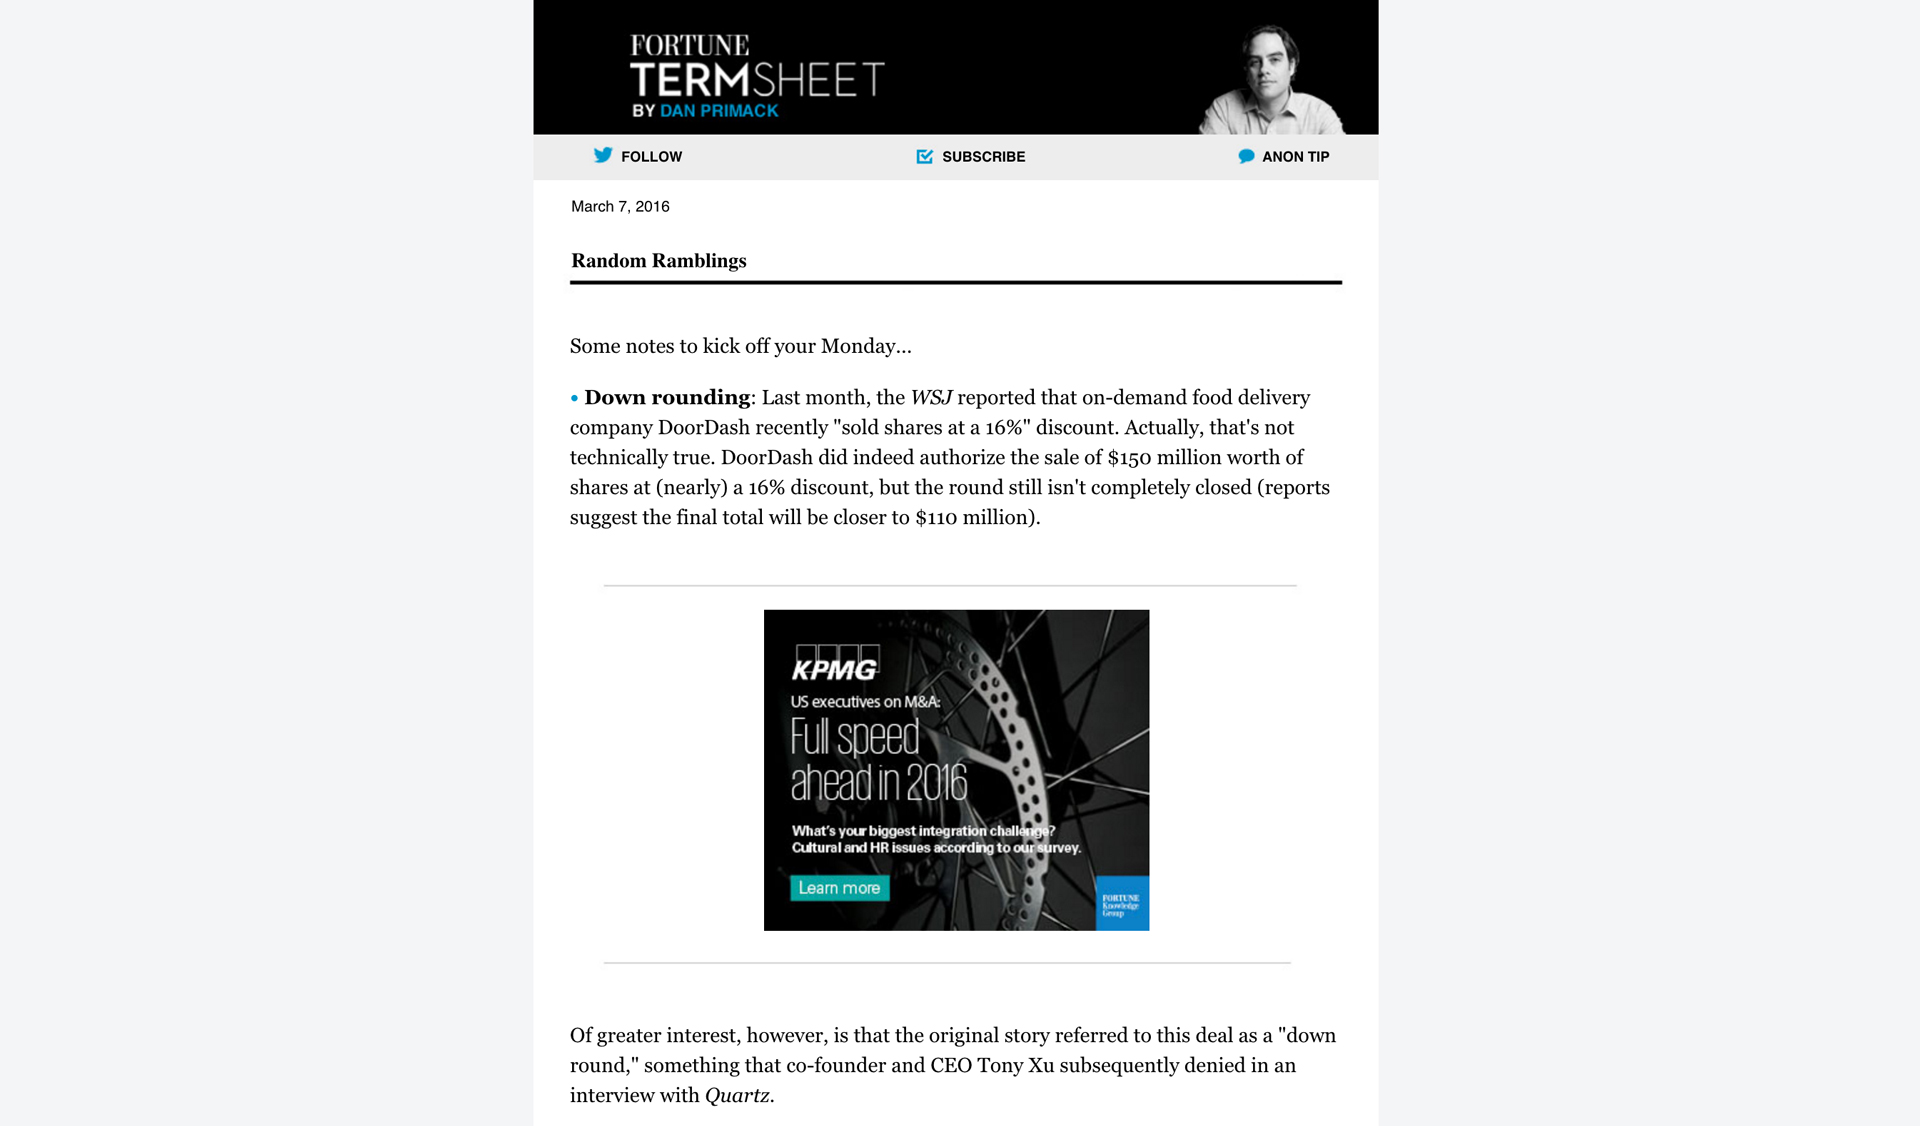 FORTUNE
TERMSHEET
BY DAN PRIMACK
FOLLOW
SUBSCRIBE
ANON TIP
March 7, 2016
Random Ramblings
Some notes to kick off your Monday...
• Down rounding: Last month, the WSJ reported that on-demand food delivery
company DoorDash recently "sold shares at a 16%" discount. Actually, that's not
technically true. DoorDash did indeed authorize the sale of $150 million worth of
shares at (nearly) a 16% discount, but the round still isn't completely closed (reports
suggest the final total will be closer to $110 million).
KPMG
US executives on M&A:
Full speed
ahead in 2016
What's your biggest integration challenge?
Cultural and HR issues according to our survey.
Learn more
FORTUNE
Knowledge
Group
Of greater interest, however, is that the original story referred to this deal as a "down
round," something that co-founder and CEO Tony Xu subsequently denied in an
interview with Quartz.